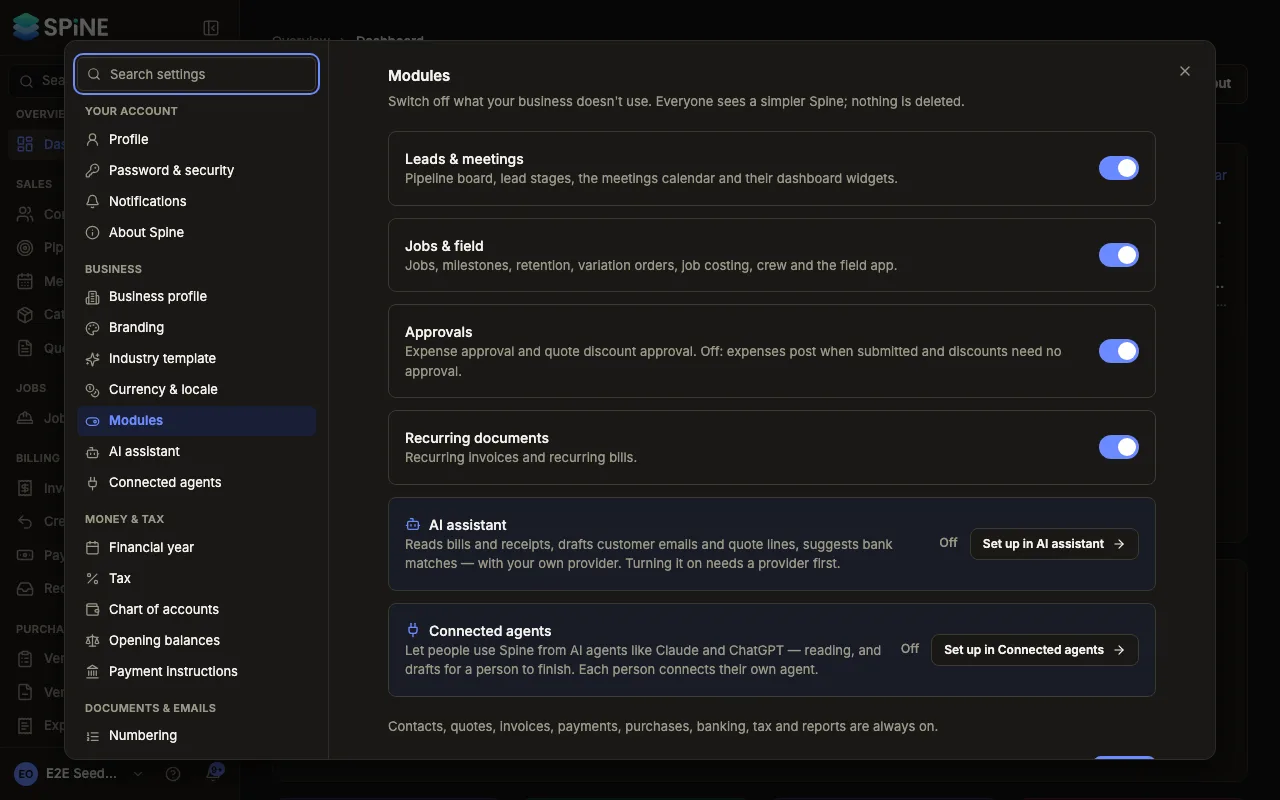 SPiNE
Overview
Dashboard
Search settings
YOUR ACCOUNT
Profile
Password & security
Notifications
About Spine
BUSINESS
Business profile
Branding
Industry template
Currency & locale
Modules
AI assistant
Connected agents
MONEY & TAX
Financial year
Tax
Chart of accounts
Opening balances
Payment instructions
DOCUMENTS & EMAILS
Numbering
Modules
Switch off what your business doesn't use. Everyone sees a simpler Spine; nothing is deleted.
Leads & meetings
Pipeline board, lead stages, the meetings calendar and their dashboard widgets.
Jobs & field
Jobs, milestones, retention, variation orders, job costing, crew and the field app.
Approvals
Expense approval and quote discount approval. Off: expenses post when submitted and discounts need no
approval.
Recurring documents
Recurring invoices and recurring bills.
AI assistant
Reads bills and receipts, drafts customer emails and quote lines, suggests bank
matches — with your own provider. Turning it on needs a provider first.
Off
Set up in AI assistant
Connected agents
Let people use Spine from AI agents like Claude and ChatGPT — reading, and
drafts for a person to finish. Each person connects their own agent.
Off
Set up in Connected agents
Contacts, quotes, invoices, payments, purchases, banking, tax and reports are always on.
SALES
JOBS
BILLING
EO
E2E Seed...
9+